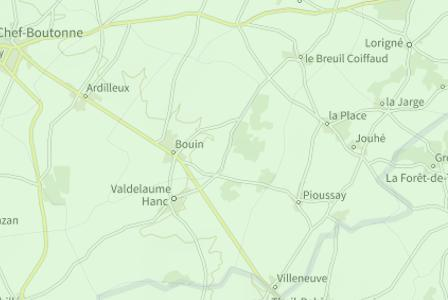 Chef-Boutonne
Lorigné
le Breuil Coiffaud
Ardilleux
la Jarge
la Place
Jouhé
Bouin
La Forêt-de-
Valdelaume
Hanc
Pioussay
Villeneuve